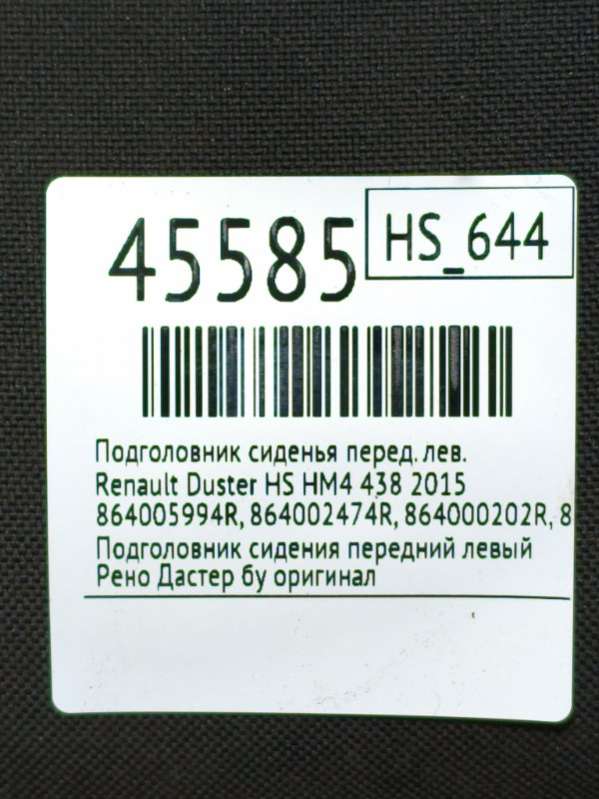 45585
HS_644
Подголовник сиденья перед. лев.
Renault Duster HS HM4 438 2015
864005994R, 864002474R, 864000202R, 8
Подголовник сидения передний левый
Рено Дастер бу оригинал